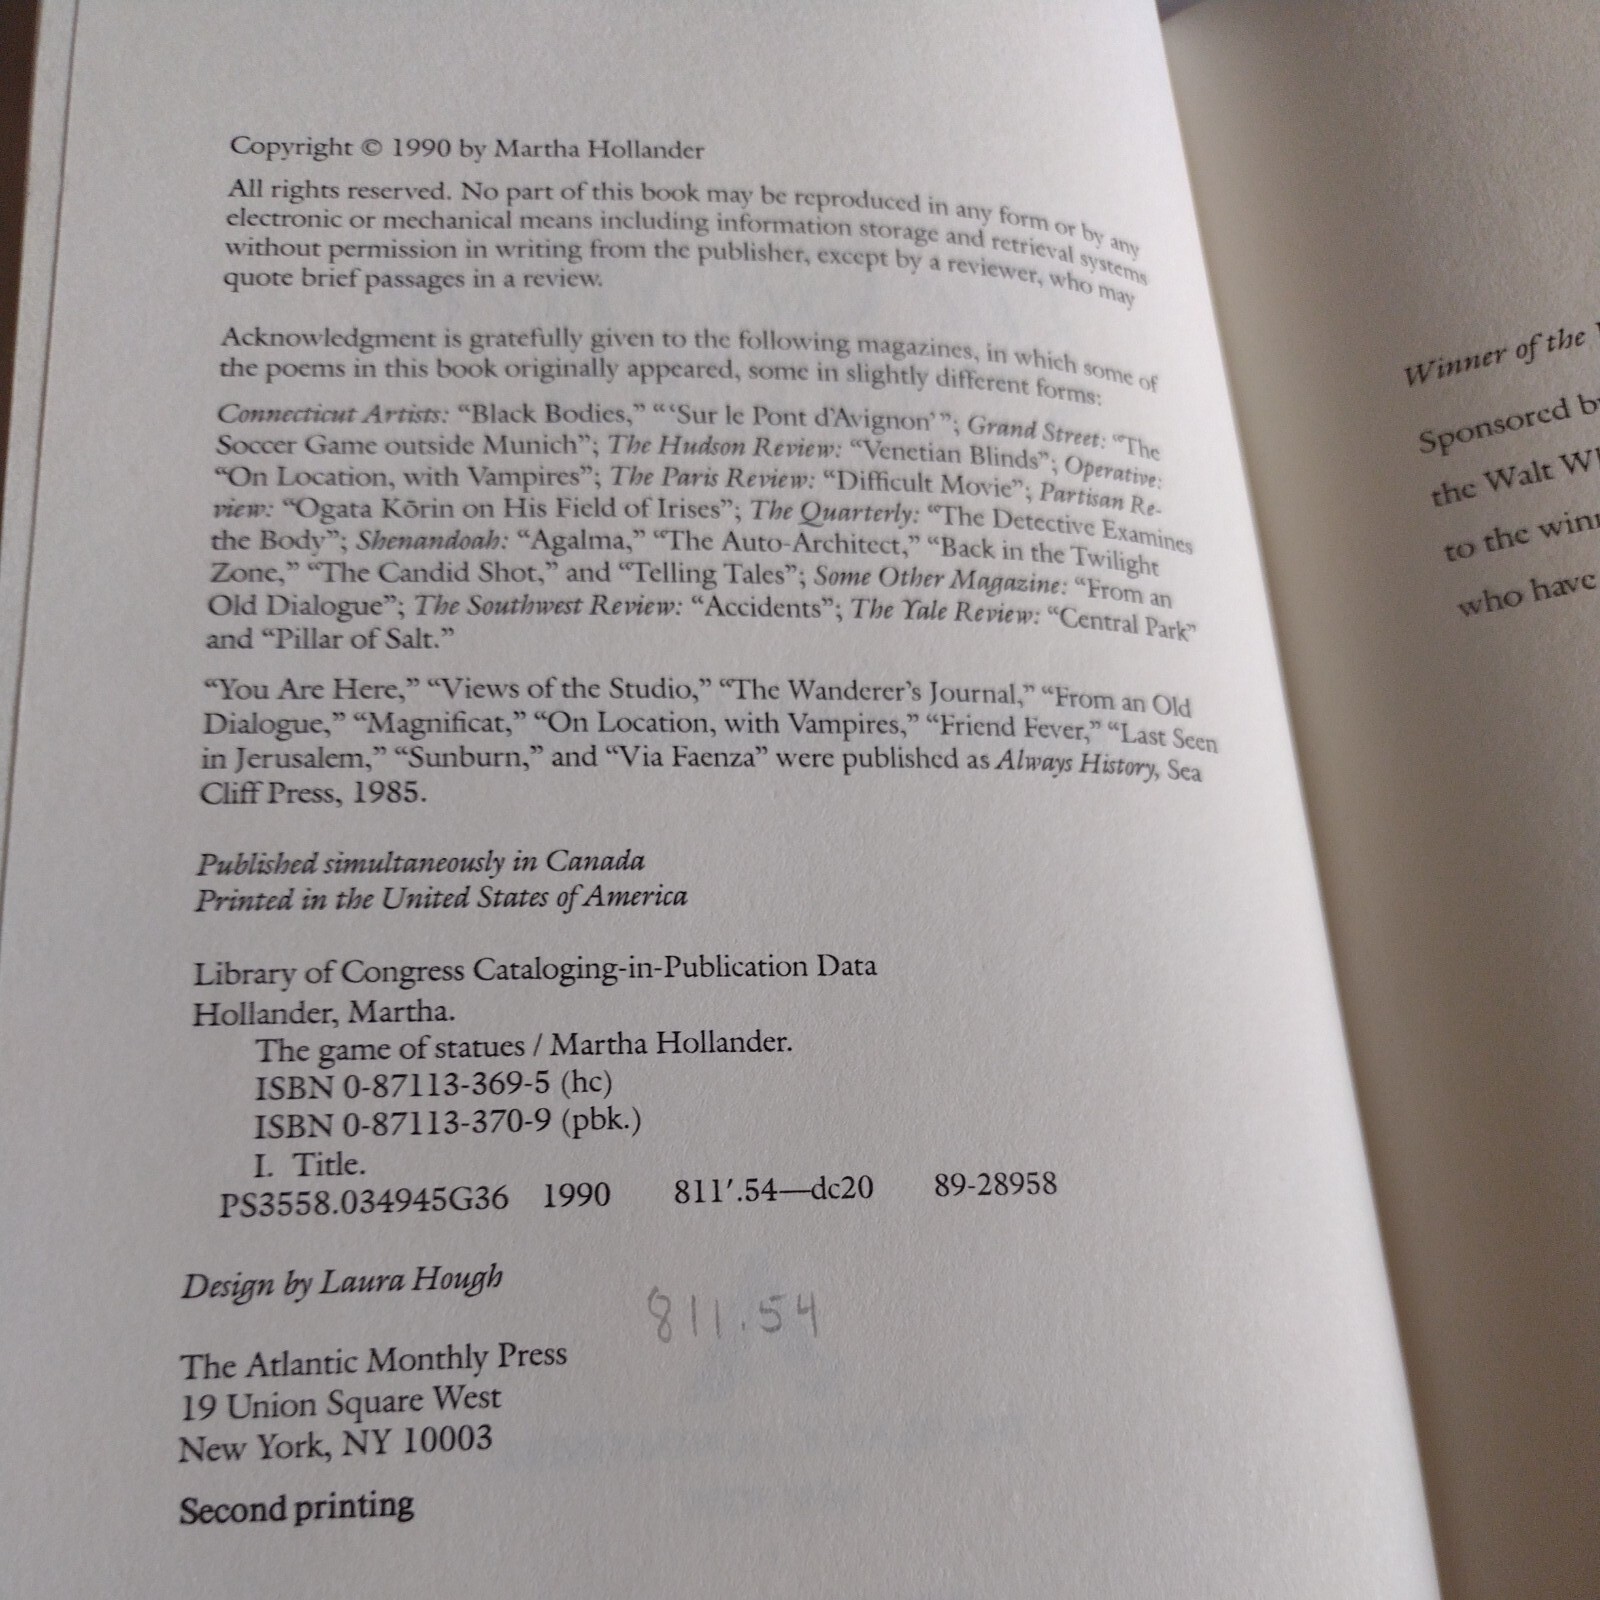 Copyright © 1990 by Martha Hollander
All rights reserved. No part of this book may be reproduced in any form or by any
electronic or mechanical means including information storage and retrieval systems
without permission in writing from the publisher, except by a reviewer, who may
quote brief passages in a review.
Acknowledgment is gratefully given to the following magazines, in which some of
the poems in this book originally appeared, some in slightly different forms:
Connecticut Artists: “Black Bodies,” “‘Sur le Pont d’Avignon’”; Grand Street: “The
Soccer Game outside Munich”; The Hudson Review: “Venetian Blinds”; Operative:
“On Location, with Vampires”; The Paris Review: “Difficult Movie”; Partisan Re-
view: “Ogata Kōrin on His Field of Irises”; The Quarterly: “The Detective Examines
the Body”; Shenandoah: “Agalma,” “The Auto-Architect,” “Back in the Twilight
Zone,” “The Candid Shot,” and “Telling Tales”; Some Other Magazine: “From an
Old Dialogue”; The Southwest Review: “Accidents”; The Yale Review: “Central Park”
and “Pillar of Salt.”
“You Are Here,” “Views of the Studio,” “The Wanderer’s Journal,” “From an Old
Dialogue,” “Magnificat,” “On Location, with Vampires,” “Friend Fever,” “Last Seen
in Jerusalem,” “Sunburn,” and “Via Faenza” were published as Always History, Sea
Cliff Press, 1985.
Published simultaneously in Canada
Printed in the United States of America
Library of Congress Cataloging-in-Publication Data
Hollander, Martha.
The game of statues / Martha Hollander.
ISBN 0-87113-369-5 (hc)
ISBN 0-87113-370-9 (pbk.)
I. Title.
PS3558.034945G36 1990 811′.54—dc20 89-28958
Design by Laura Hough
811.54
The Atlantic Monthly Press
19 Union Square West
New York, NY 10003
Second printing
Winner of the
Sponsored
the Walt
to the
who have